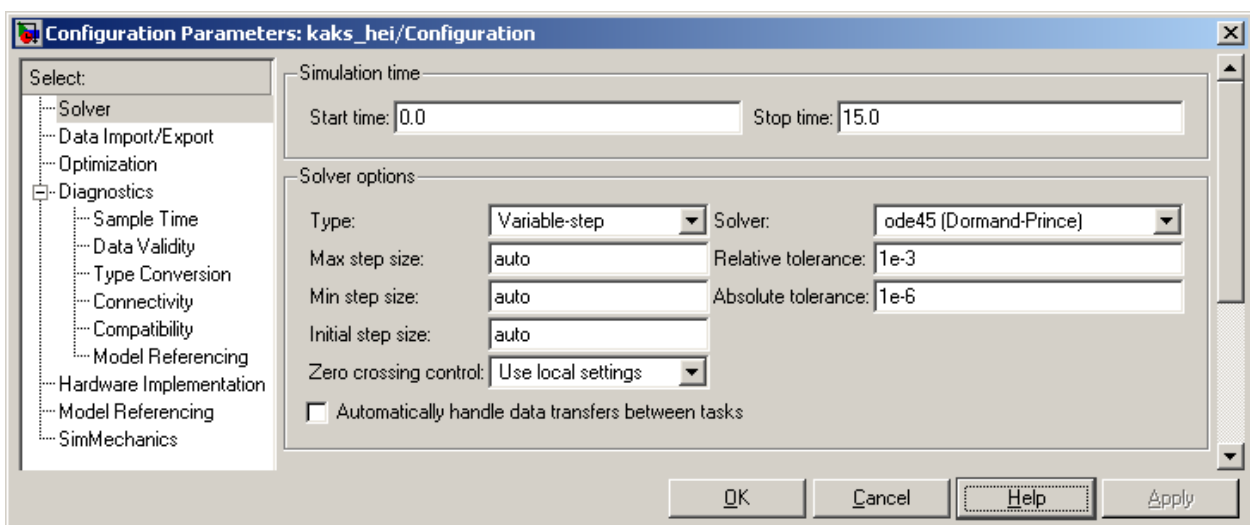 Configuration Parameters: kaks_hei/Configuration
Select:
Solver
Data Import/Export
Optimization
Diagnostics
Sample Time
Data Validity
Type Conversion
Connectivity
Compatibility
Model Referencing
Hardware Implementation
Model Referencing
SimMechanics
Simulation time
Start time: 0.0 Stop time: 15.0
Solver options
Type: Variable-step Solver: ode45 (Dormand-Prince)
Max step size: auto Relative tolerance: 1e-3
Min step size: auto Absolute tolerance: 1e-6
Initial step size: auto
Zero crossing control: Use local settings
Automatically handle data transfers between tasks
OK Cancel Help Apply